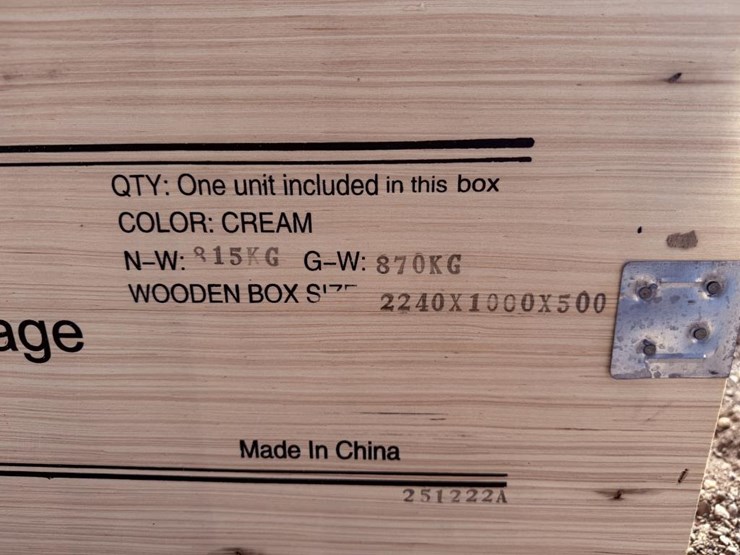 QTY: One unit included in this box
COLOR: CREAM
N-W: 815KG G-W: 870KG
WOODEN BOX SIZE 2240X1000X500
age
Made In China
251222A